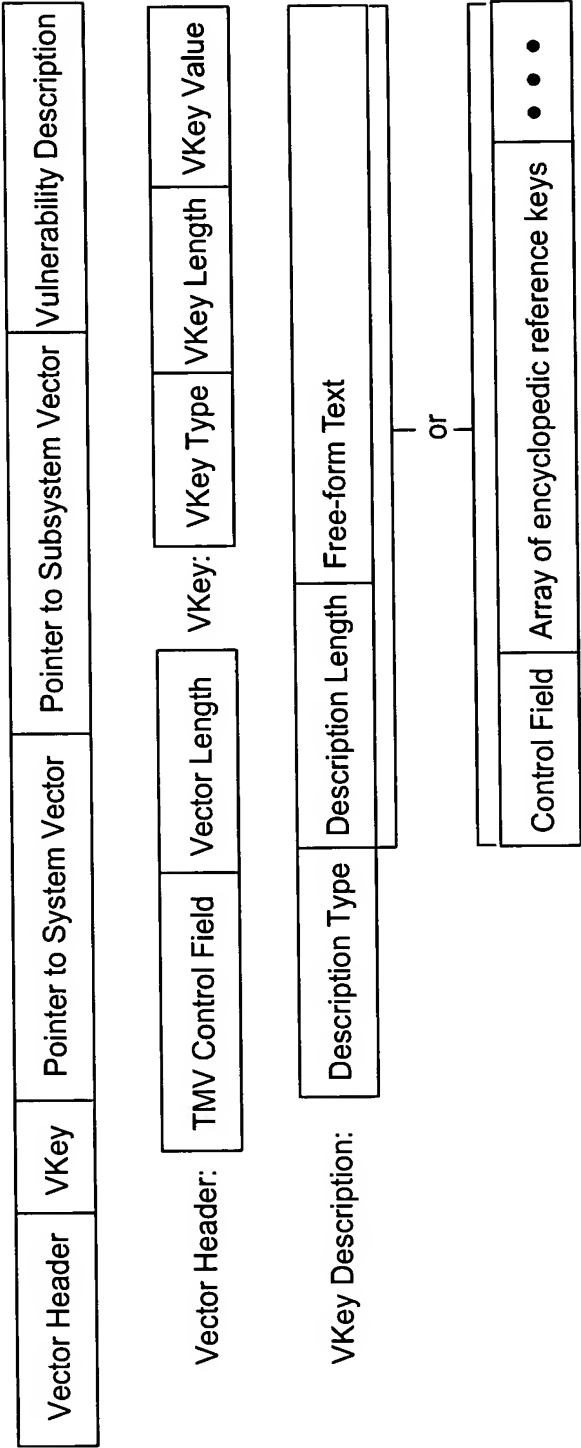 Vector Header VKey Pointer to System Vector Pointer to Subsystem Vector Vulnerability Description
Vector Header: TMV Control Field Vector Length VKey: VKey Type VKey Length VKey Value
VKey Description: Description Type Description Length Free-form Text
or
Control Field Array of encyclopedic reference keys • • •